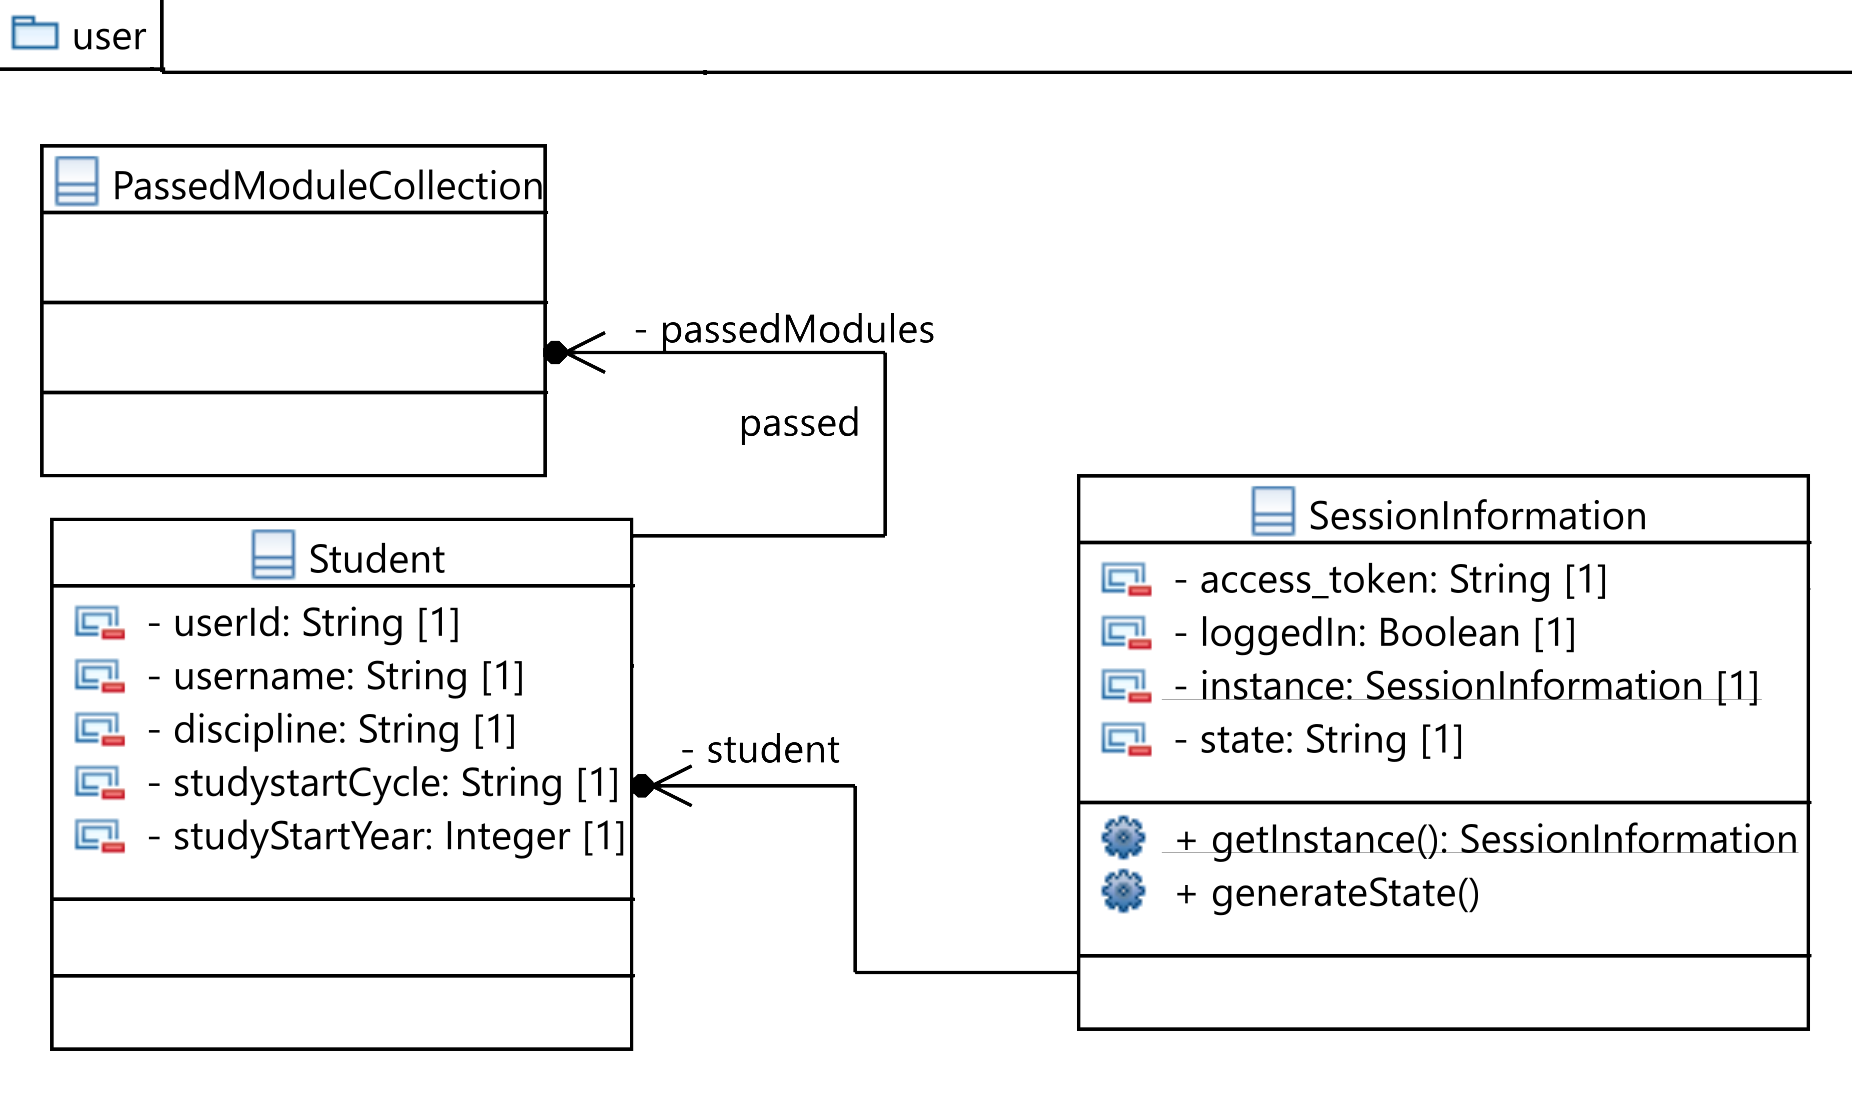 user
PassedModuleCollection
- passedModules
passed
Student
- userId: String [1]
- username: String [1]
- discipline: String [1]
- studystartCycle: String [1]
- studyStartYear: Integer [1]
- student
SessionInformation
- access_token: String [1]
- loggedIn: Boolean [1]
- instance: SessionInformation [1]
- state: String [1]
+ getInstance(): SessionInformation
+ generateState()